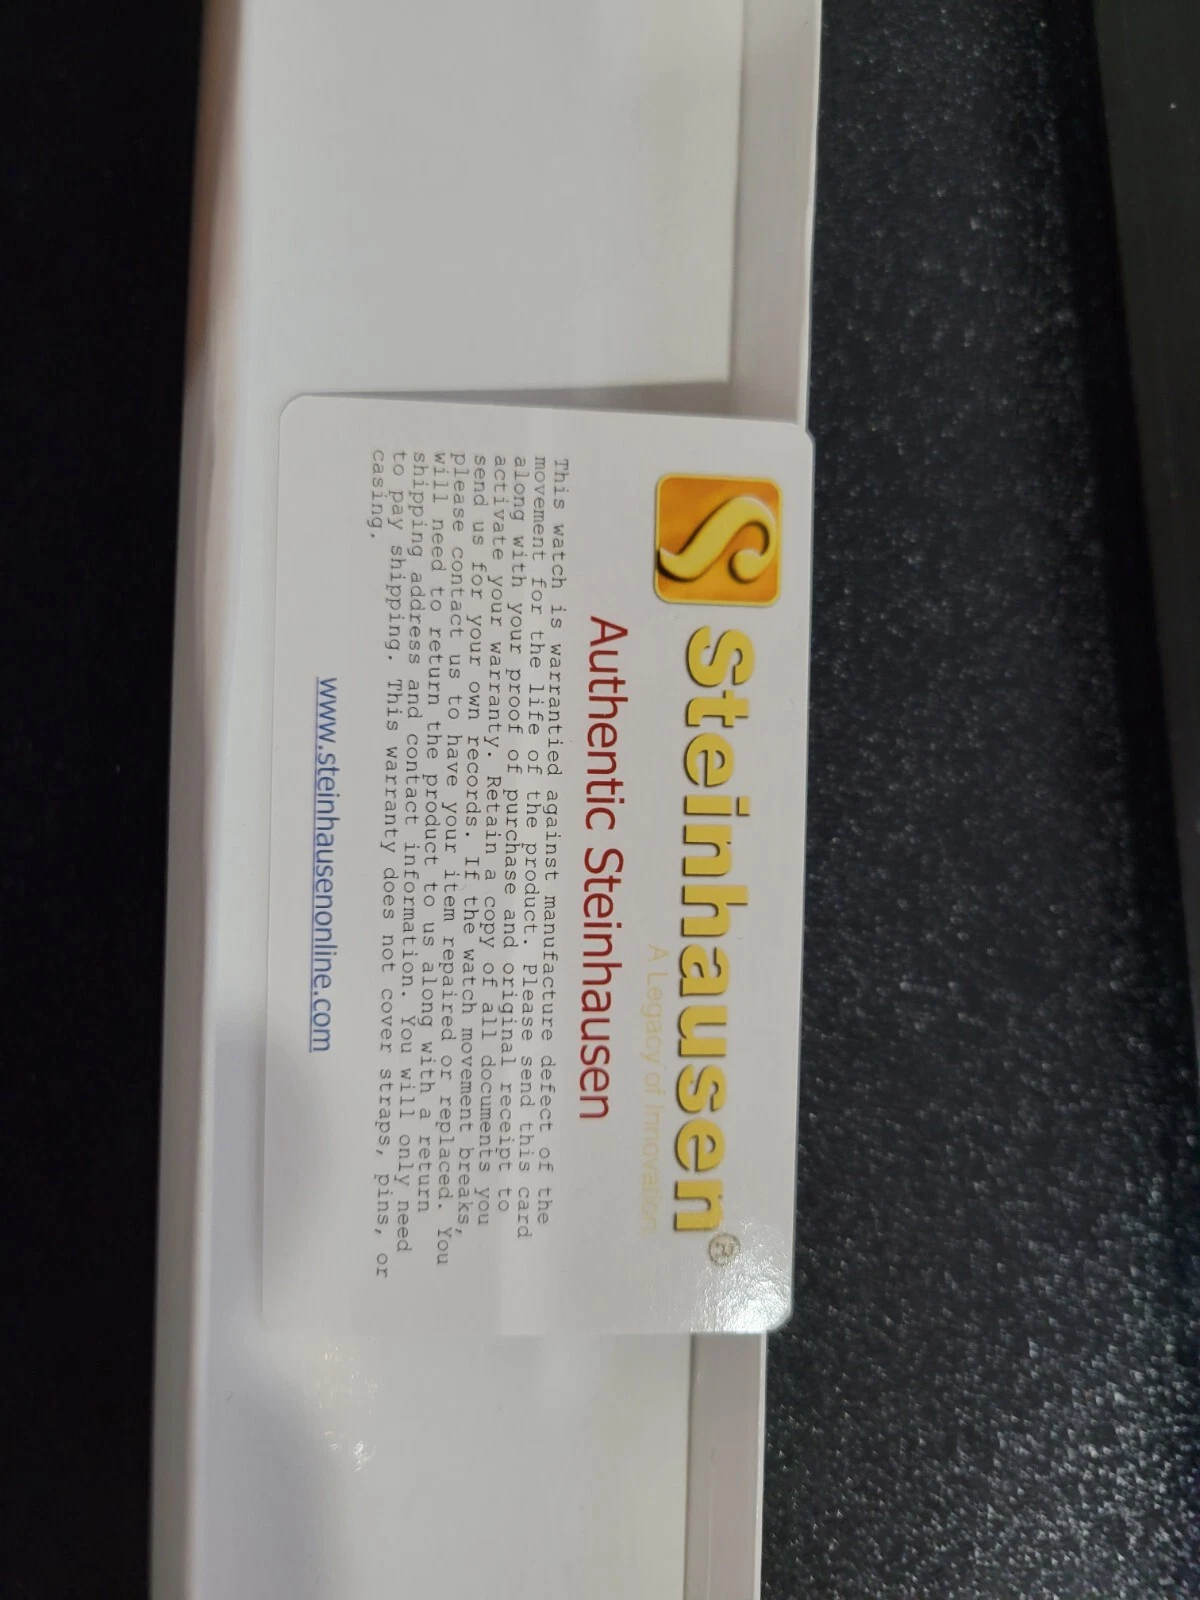 S Steinhausen®
A Legacy of Innovation
Authentic Steinhausen
This watch is warrantied against manufacture defect of the
movement for the life of the product. Please send this card
along with your proof of purchase and original receipt to
activate your warranty. Retain a copy of all documents you
send us for your own records. If the watch movement breaks,
please contact us to have your item repaired or replaced. You
will need to return the product to us along with a return
shipping address and contact information. You will only need
to pay shipping. This warranty does not cover straps, pins, or
casing.
www.steinhausenonline.com